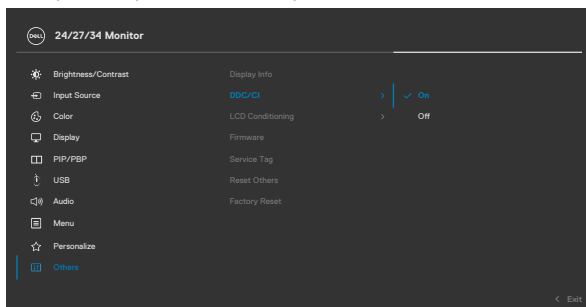 DELL 24/27/34 Monitor
Brightness/Contrast Display Info
Input Source DDC/CI > ✓ On
Color LCD Conditioning > Off
Display Firmware
PIP/PBP Service Tag
USB Reset Others
Audio Factory Reset
Menu
Personalize
Others
< Exit